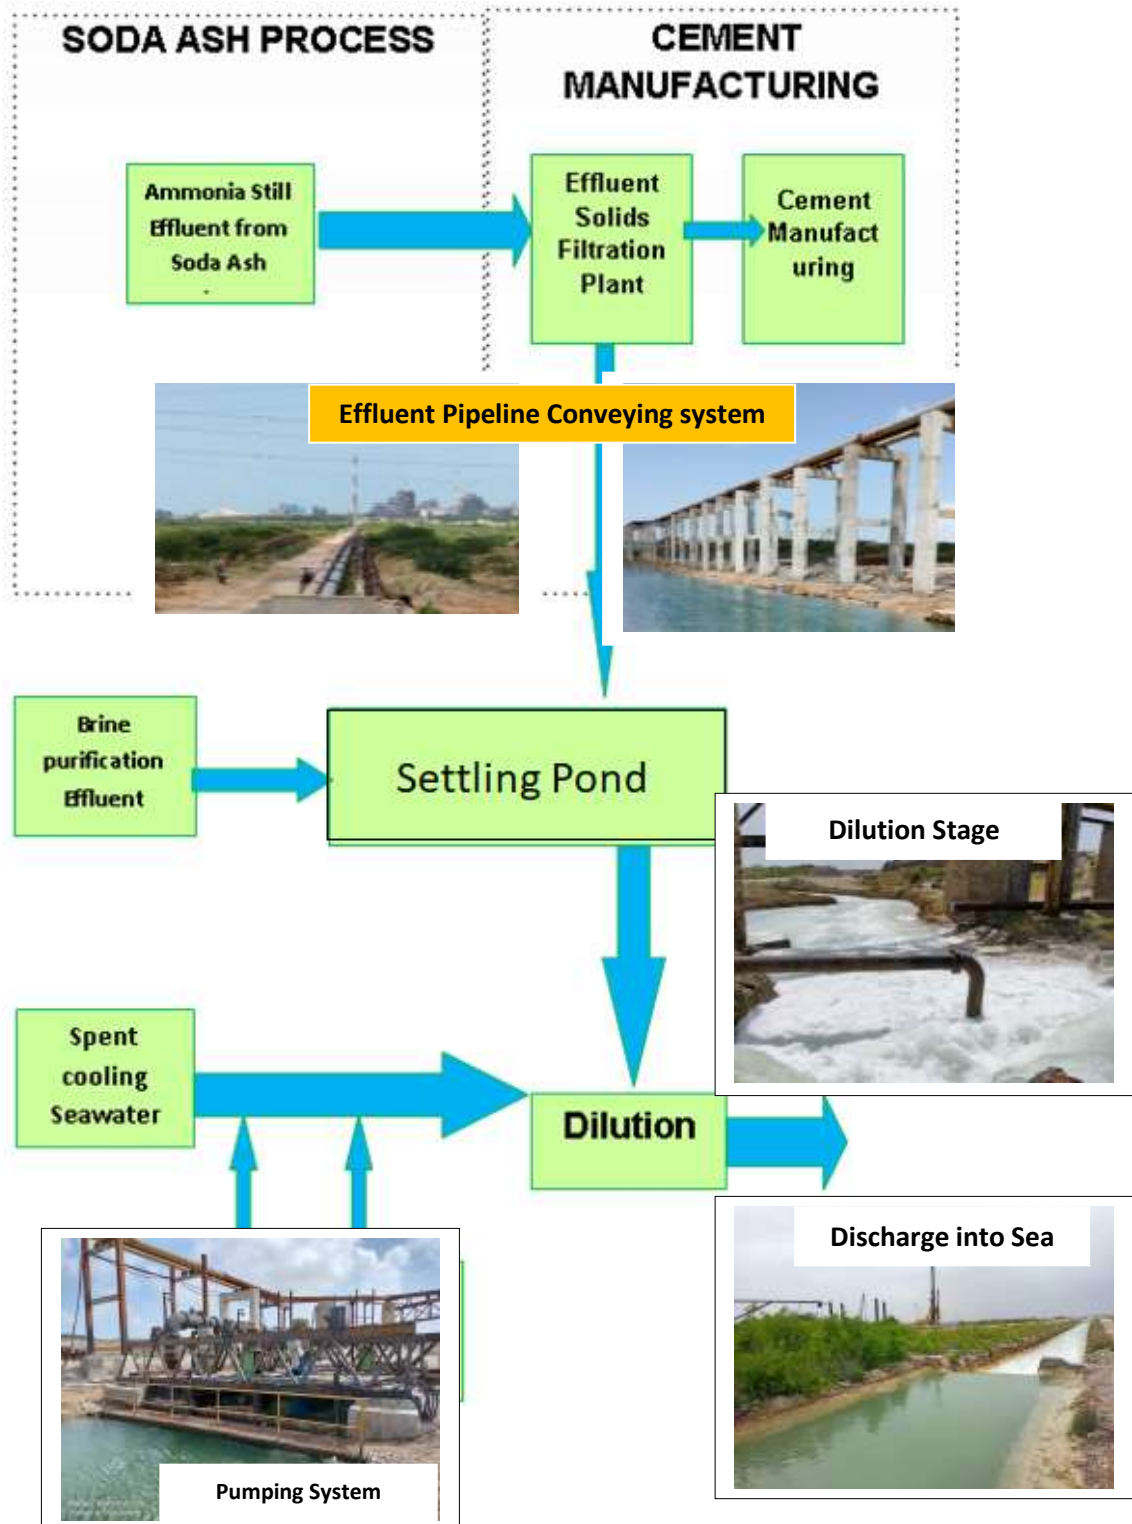 SODA ASH PROCESS
CEMENT
MANUFACTURING
Ammonia Still
Effluent from
Soda Ash
.
Effluent
Solids
Filtration
Plant
Cement
Manufact
uring
Effluent Pipeline Conveying system
Brine
purification
Effluent
Settling Pond
Dilution Stage
Spent
cooling
Seawater
Dilution
Discharge into Sea
Pumping System